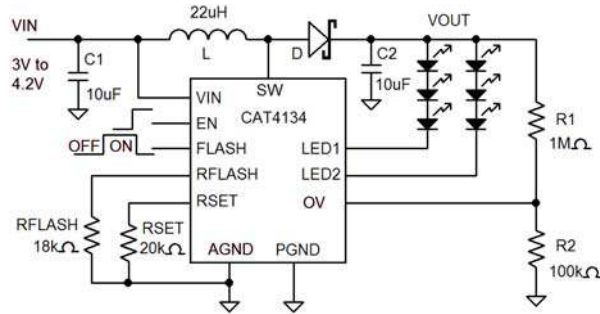 VIN
22uH
VOUT
3V to
4.2V
C1
10uF
L
D
C2
10uF
SW
VIN
CAT4134
EN
OFF ON
FLASH
LED1
RFLASH
LED2
RSET
OV
R1
1MΩ
RFLASH
18kΩ
RSET
20kΩ
AGND
PGND
R2
100kΩ